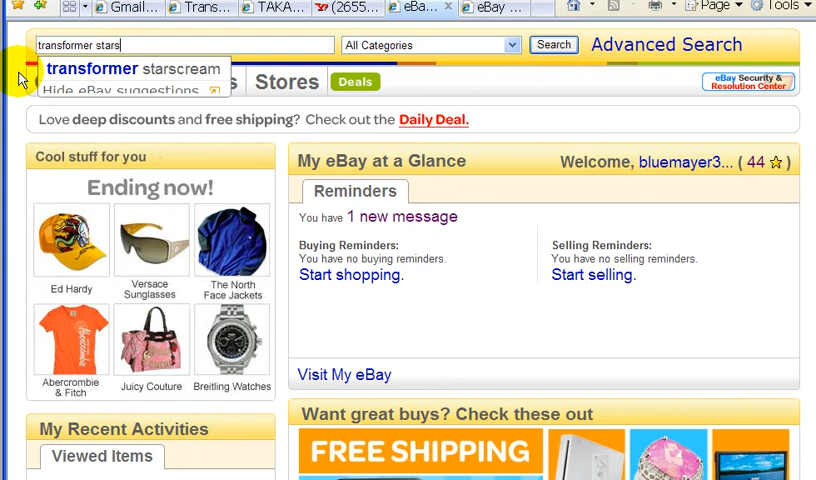 Gmail...
Trans...
TAKA...
(2655...
eBa...
eBay ...
Page
Tools
transformer stars
All Categories
Search
Advanced Search
transformer starscream
Hide eBay suggestions
s
Stores
Deals
eBay Security &
Resolution Center
Love deep discounts and free shipping? Check out the Daily Deal.
Cool stuff for you
Ending now!
Ed Hardy
Versace
Sunglasses
The North
Face Jackets
Abercrombie
& Fitch
Juicy Couture
Breitling Watches
My eBay at a Glance
Welcome, bluemayer3... ( 44 )
Reminders
You have 1 new message
Buying Reminders:
You have no buying reminders.
Start shopping.
Selling Reminders:
You have no selling reminders.
Start selling.
Visit My eBay
My Recent Activities
Viewed Items
Want great buys? Check these out
FREE SHIPPING